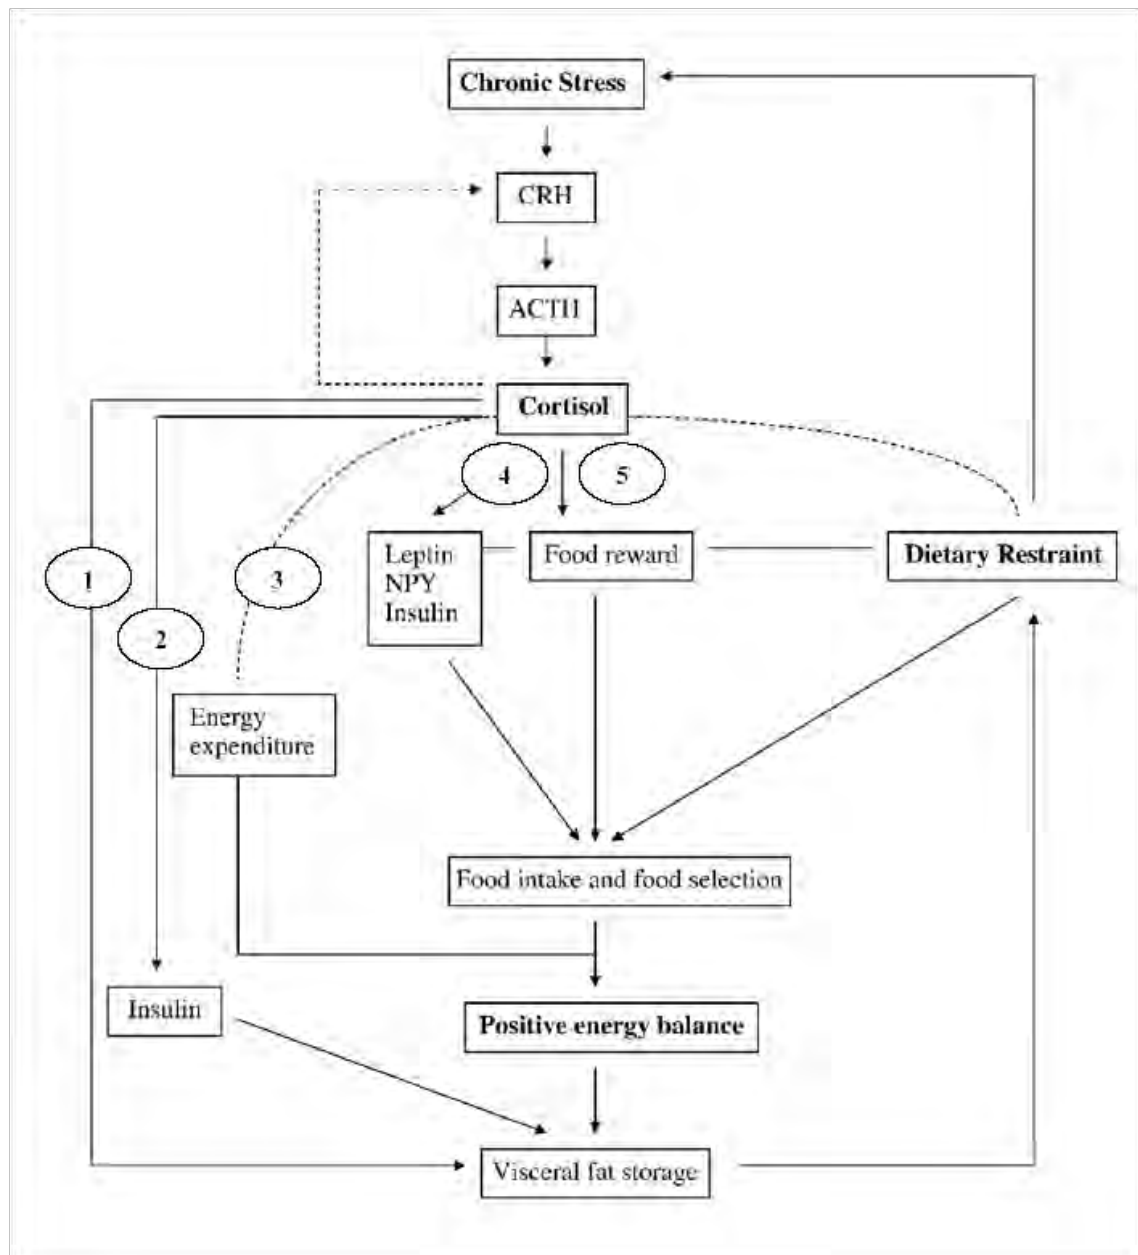 Chronic Stress
CRH
ACTH
Cortisol
4
5
Leptin
NPY
Insulin
Food reward
Dietary Restraint
1
3
2
Energy
expenditure
Food intake and food selection
Insulin
Positive energy balance
Visceral fat storage